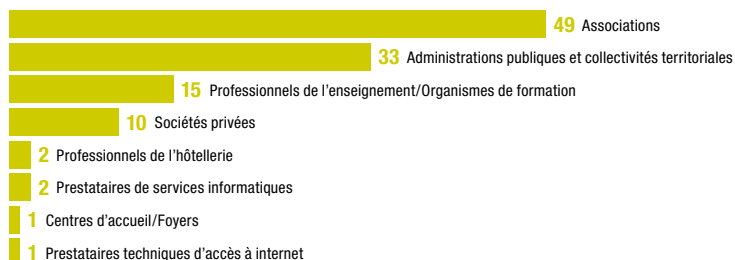 49 Associations
33 Administrations publiques et collectivités territoriales
15 Professionnels de l'enseignement/Organismes de formation
10 Sociétés privées
2 Professionnels de l'hôtellerie
2 Prestataires de services informatiques
1 Centres d'accueil/Foyers
1 Prestataires techniques d'accès à internet